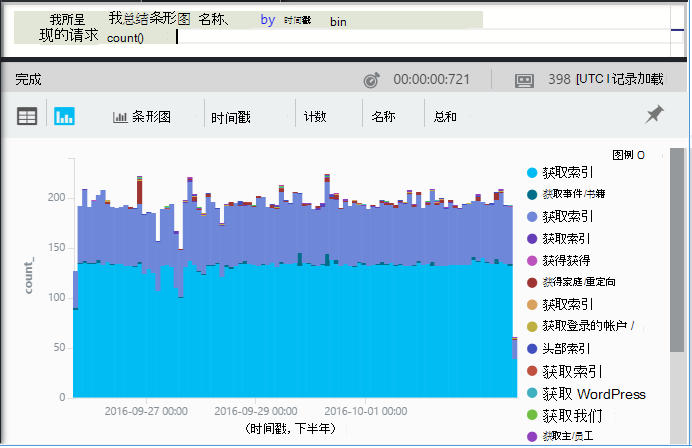 我所呈 我总结条形图 名称、 by 时间戳 bin
现的请求 count()
完成 00:00:00:721 398 [UTC I 记录加载
条形图 时间戳 计数 名称 总和
图例 O
获取索引
获取事件/书籍
获取索引
获取索引
获得获得
获得家庭/重定向
获取索引
获取登录的帐户 /
头部索引
获取索引
获取 WordPress
获取我们
获取主/员工
count_
200
150
100
50
0
2016-09-27 00:00 2016-09-29 00:00 2016-10-01 00:00
(时间戳, 下半年)